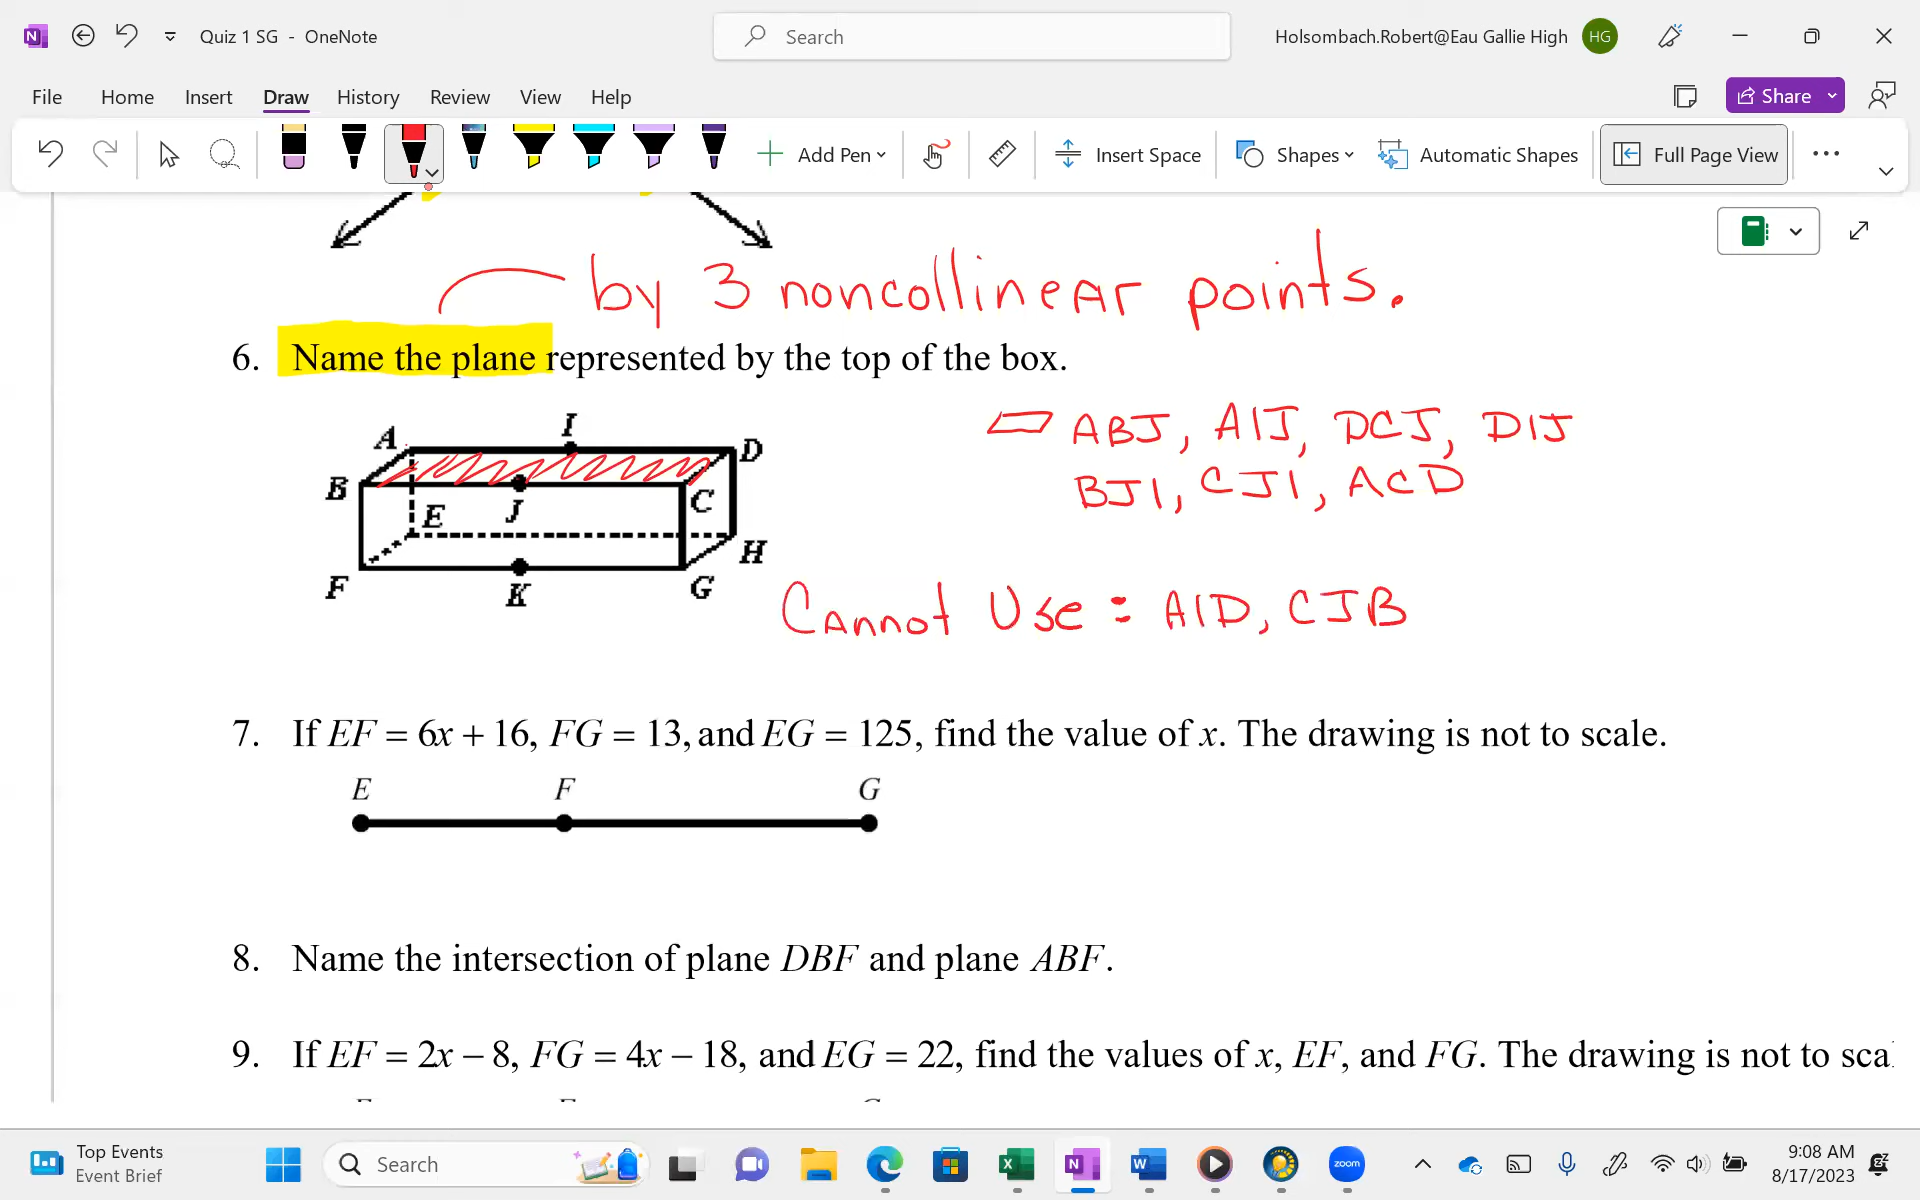 Quiz 1 SG - OneNote
Search
Holsombach.Robert@Eau Gallie High
HG
File Home Insert Draw History Review View Help
Share
Add Pen
Insert Space
Shapes
Automatic Shapes
Full Page View
by 3 noncollinear points.
6. Name the plane represented by the top of the box.
▱ ABJ, AIJ, DCJ, DIJ
BJI, CJI, ACD
A I D
B J C
E H
F K G
Cannot Use : AID, CJB
7. If EF = 6x + 16, FG = 13, and EG = 125, find the value of x. The drawing is not to scale.
E F G
8. Name the intersection of plane DBF and plane ABF.
9. If EF = 2x − 8, FG = 4x − 18, and EG = 22, find the values of x, EF, and FG. The drawing is not to sca
Top Events
Event Brief
Search
zoom
9:08 AM
8/17/2023